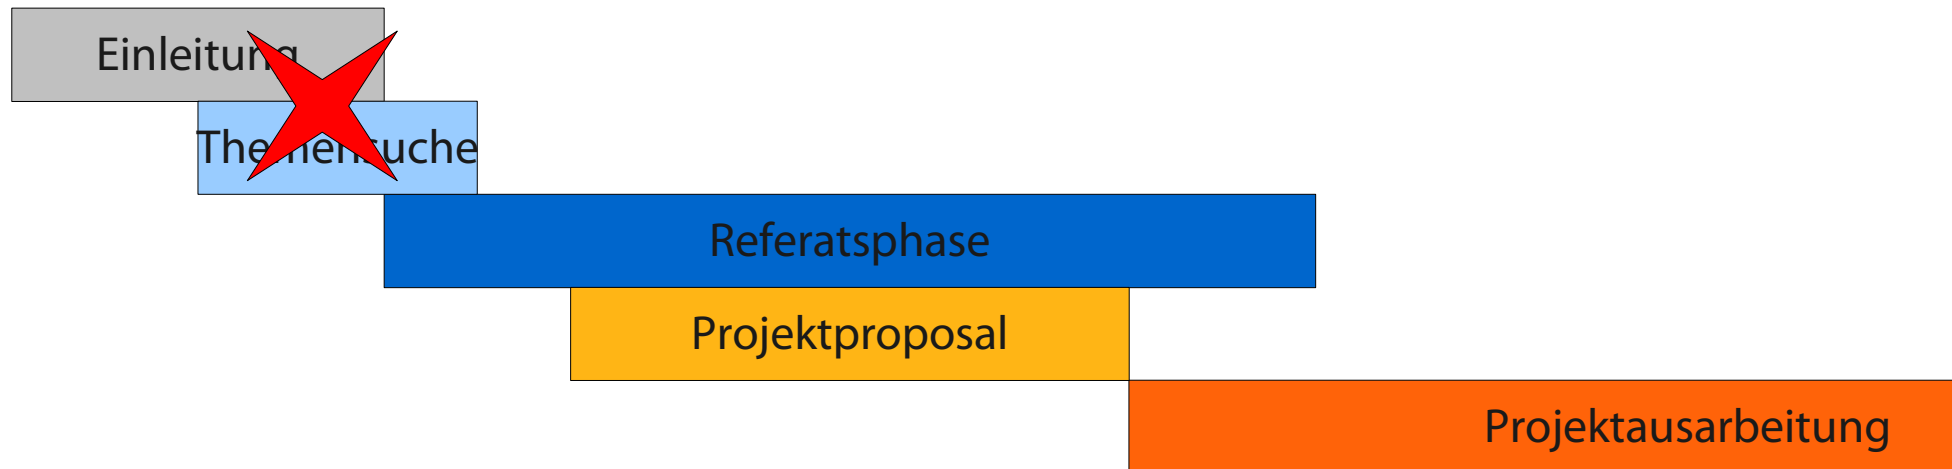 Einleitung
Themensuche
Referatsphase
Projektproposal
Projektausarbeitung